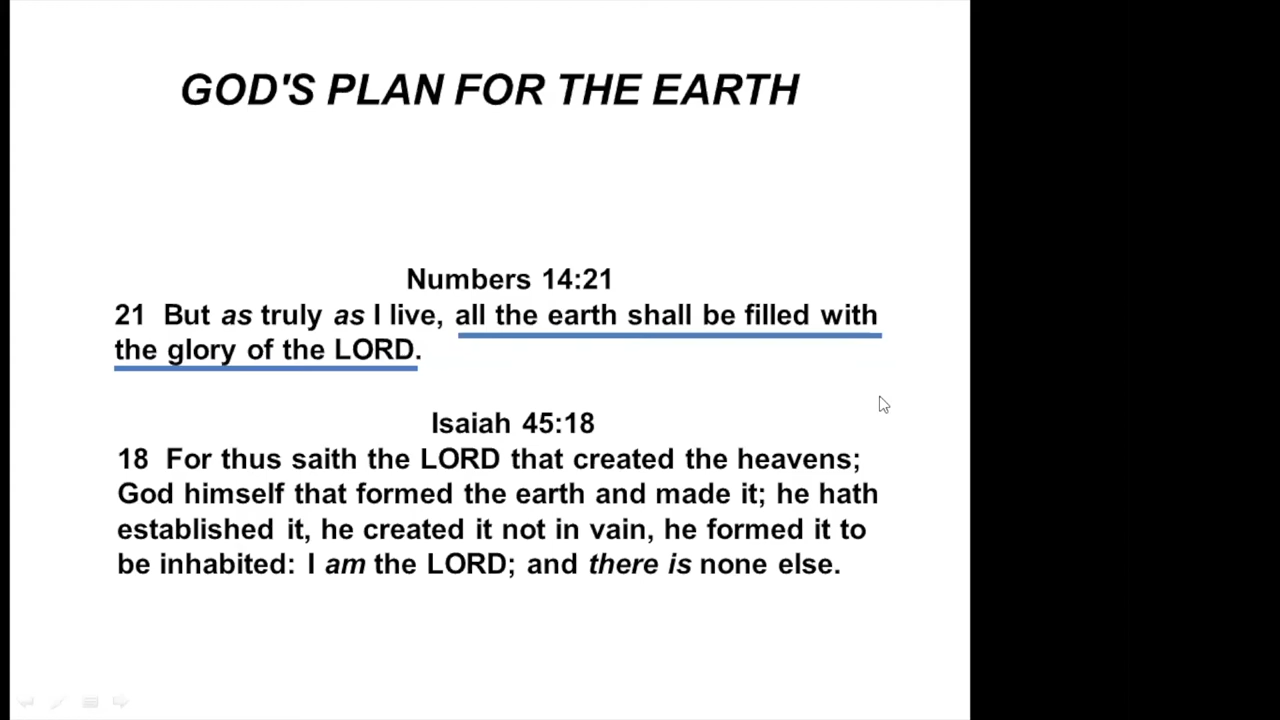 GOD'S PLAN FOR THE EARTH
Numbers 14:21
21 But as truly as I live, all the earth shall be filled with
the glory of the LORD.
Isaiah 45:18
18 For thus saith the LORD that created the heavens;
God himself that formed the earth and made it; he hath
established it, he created it not in vain, he formed it to
be inhabited: I am the LORD; and there is none else.